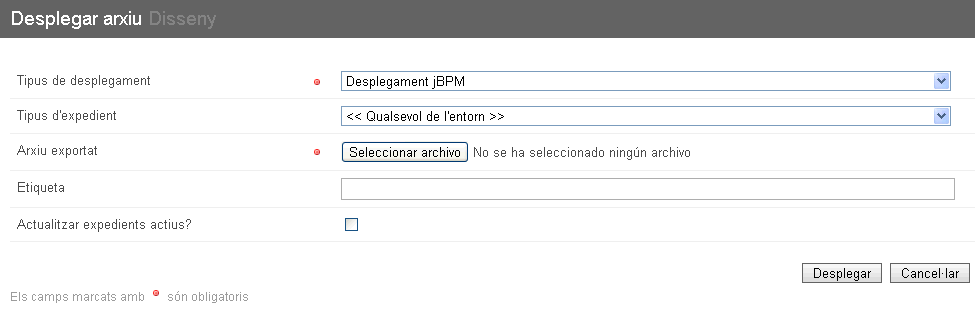 Desplegar arxiu Disseny
Tipus de desplegament Desplegament jBPM
Tipus d'expedient << Qualsevol de l'entorn >>
Arxiu exportat Seleccionar archivo No se ha seleccionado ningún archivo
Etiqueta
Actualitzar expedients actius?
Desplegar Cancel·lar
Els camps marcats amb són obligatoris